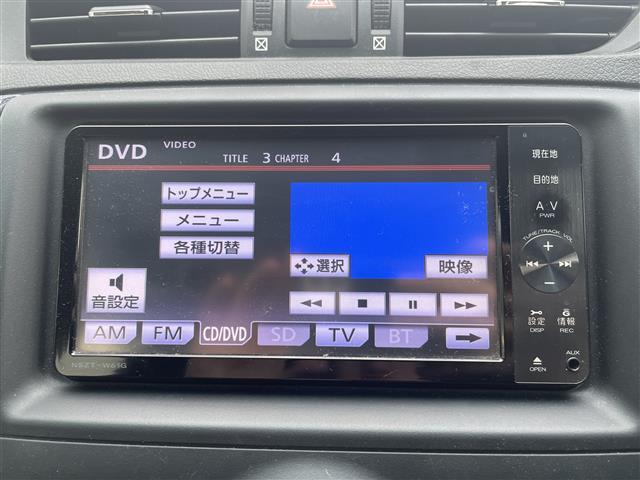 DVD VIDEO
TITLE 3 CHAPTER 4
トップメニュー
メニュー
各種切替
選択
映像
音設定
AM FM CD/DVD SD TV BT
NSZT-W61G
現在地
目的地
AV
PWR
TUNE/TRACK VOL
設定 情報
DISP REC
OPEN
AUX